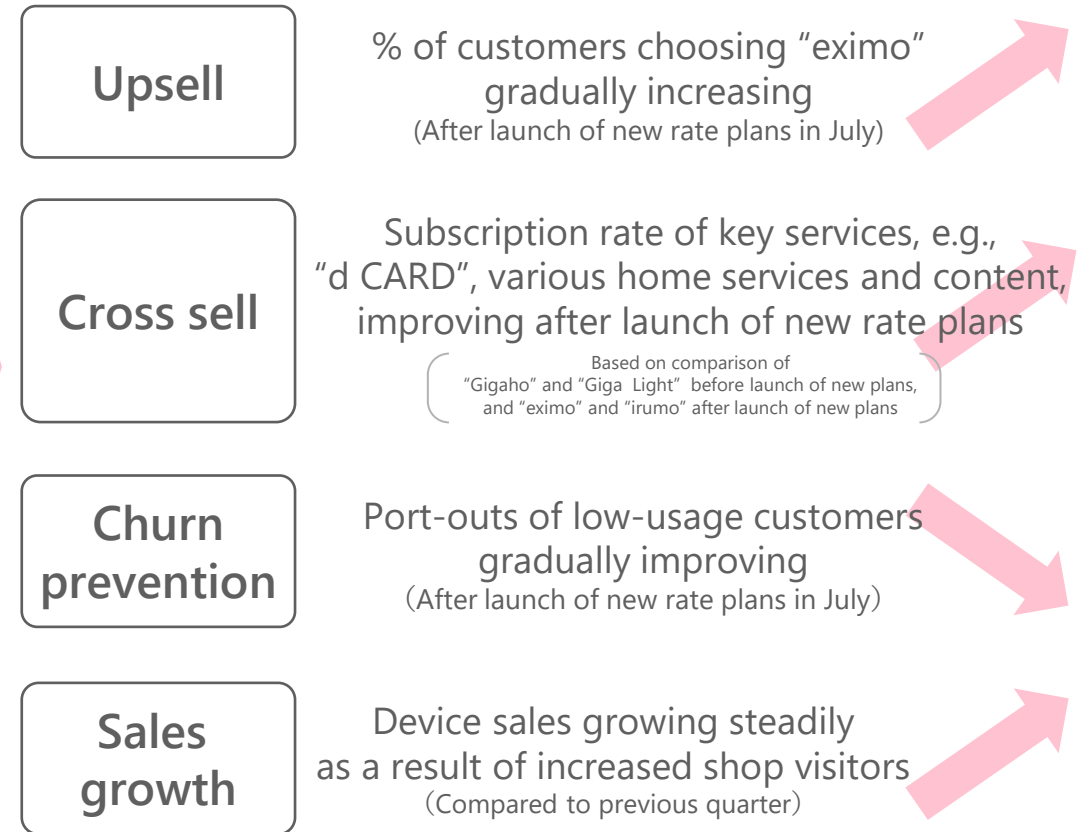 Upsell
% of customers choosing “eximo”
gradually increasing
(After launch of new rate plans in July)
Cross sell
Subscription rate of key services, e.g.,
“d CARD”, various home services and content,
improving after launch of new rate plans
Based on comparison of
“Gigaho” and “Giga Light” before launch of new plans,
and “eximo” and “irumo” after launch of new plans
Churn
prevention
Port-outs of low-usage customers
gradually improving
（After launch of new rate plans in July）
Sales
growth
Device sales growing steadily
as a result of increased shop visitors
（Compared to previous quarter）